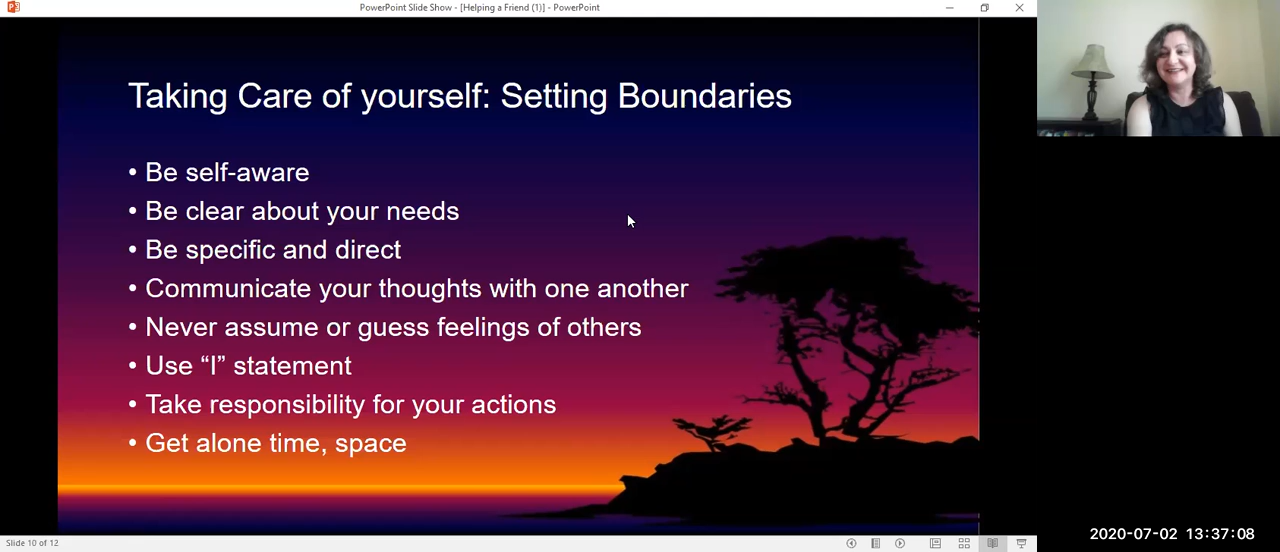 PowerPoint Slide Show - [Helping a Friend (1)] - PowerPoint
Taking Care of yourself: Setting Boundaries
• Be self-aware
• Be clear about your needs
• Be specific and direct
• Communicate your thoughts with one another
• Never assume or guess feelings of others
• Use “I” statement
• Take responsibility for your actions
• Get alone time, space
Slide 10 of 12
2020-07-02 13:37:08